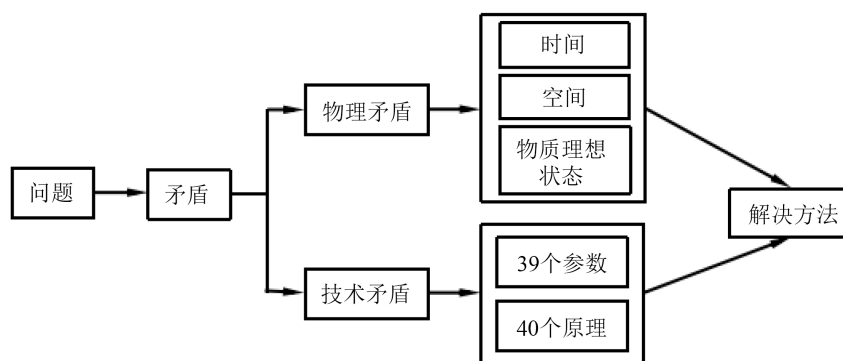 问题
矛盾
物理矛盾
时间
空间
物质理想
状态
技术矛盾
39个参数
40个原理
解决方法